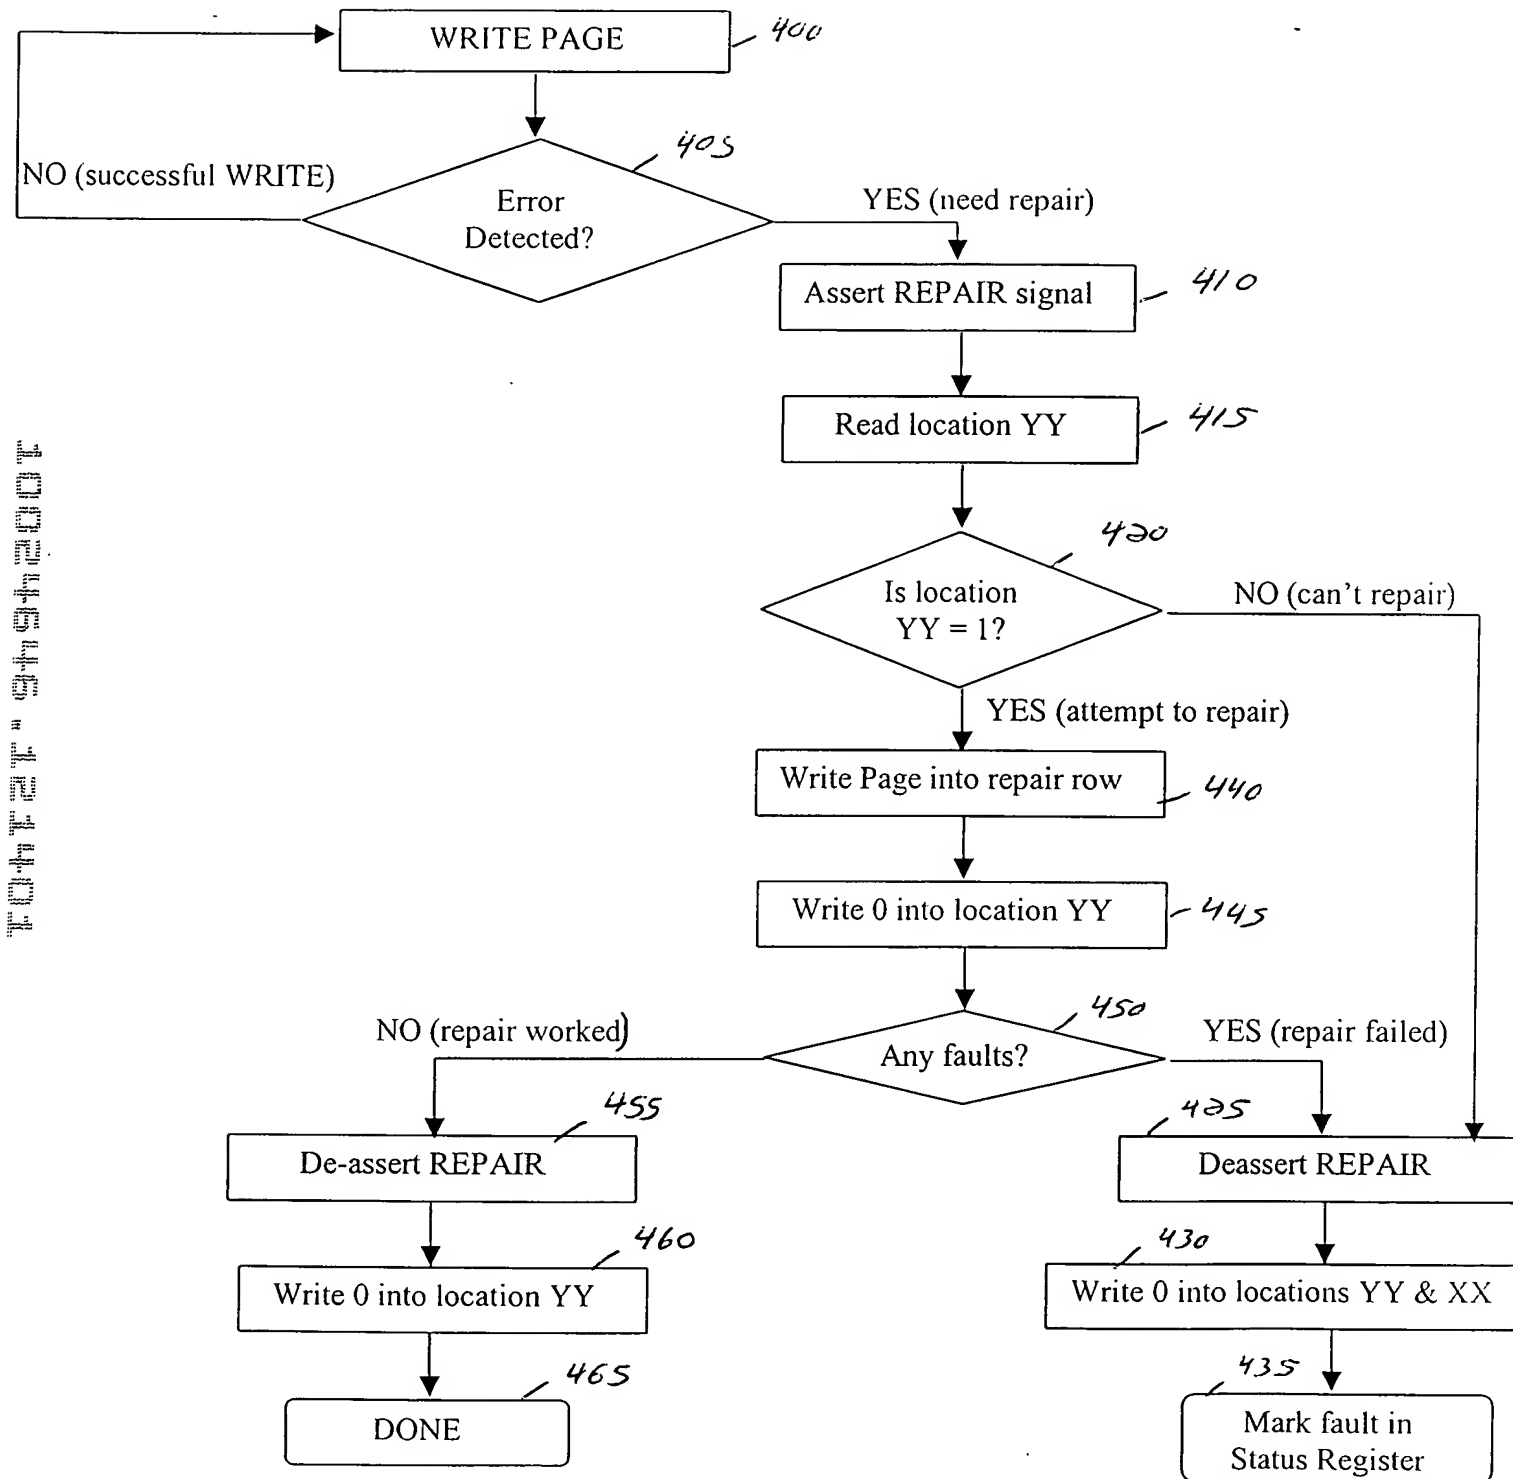 WRITE PAGE
400
405
NO (successful WRITE)
Error
Detected?
YES (need repair)
Assert REPAIR signal
410
Read location YY
415
420
Is location
YY = 1?
NO (can't repair)
YES (attempt to repair)
Write Page into repair row
440
Write 0 into location YY
445
450
NO (repair worked)
Any faults?
YES (repair failed)
455
425
De-assert REPAIR
Deassert REPAIR
460
430
Write 0 into location YY
Write 0 into locations YY & XX
465
435
DONE
Mark fault in
Status Register
10024646.121401